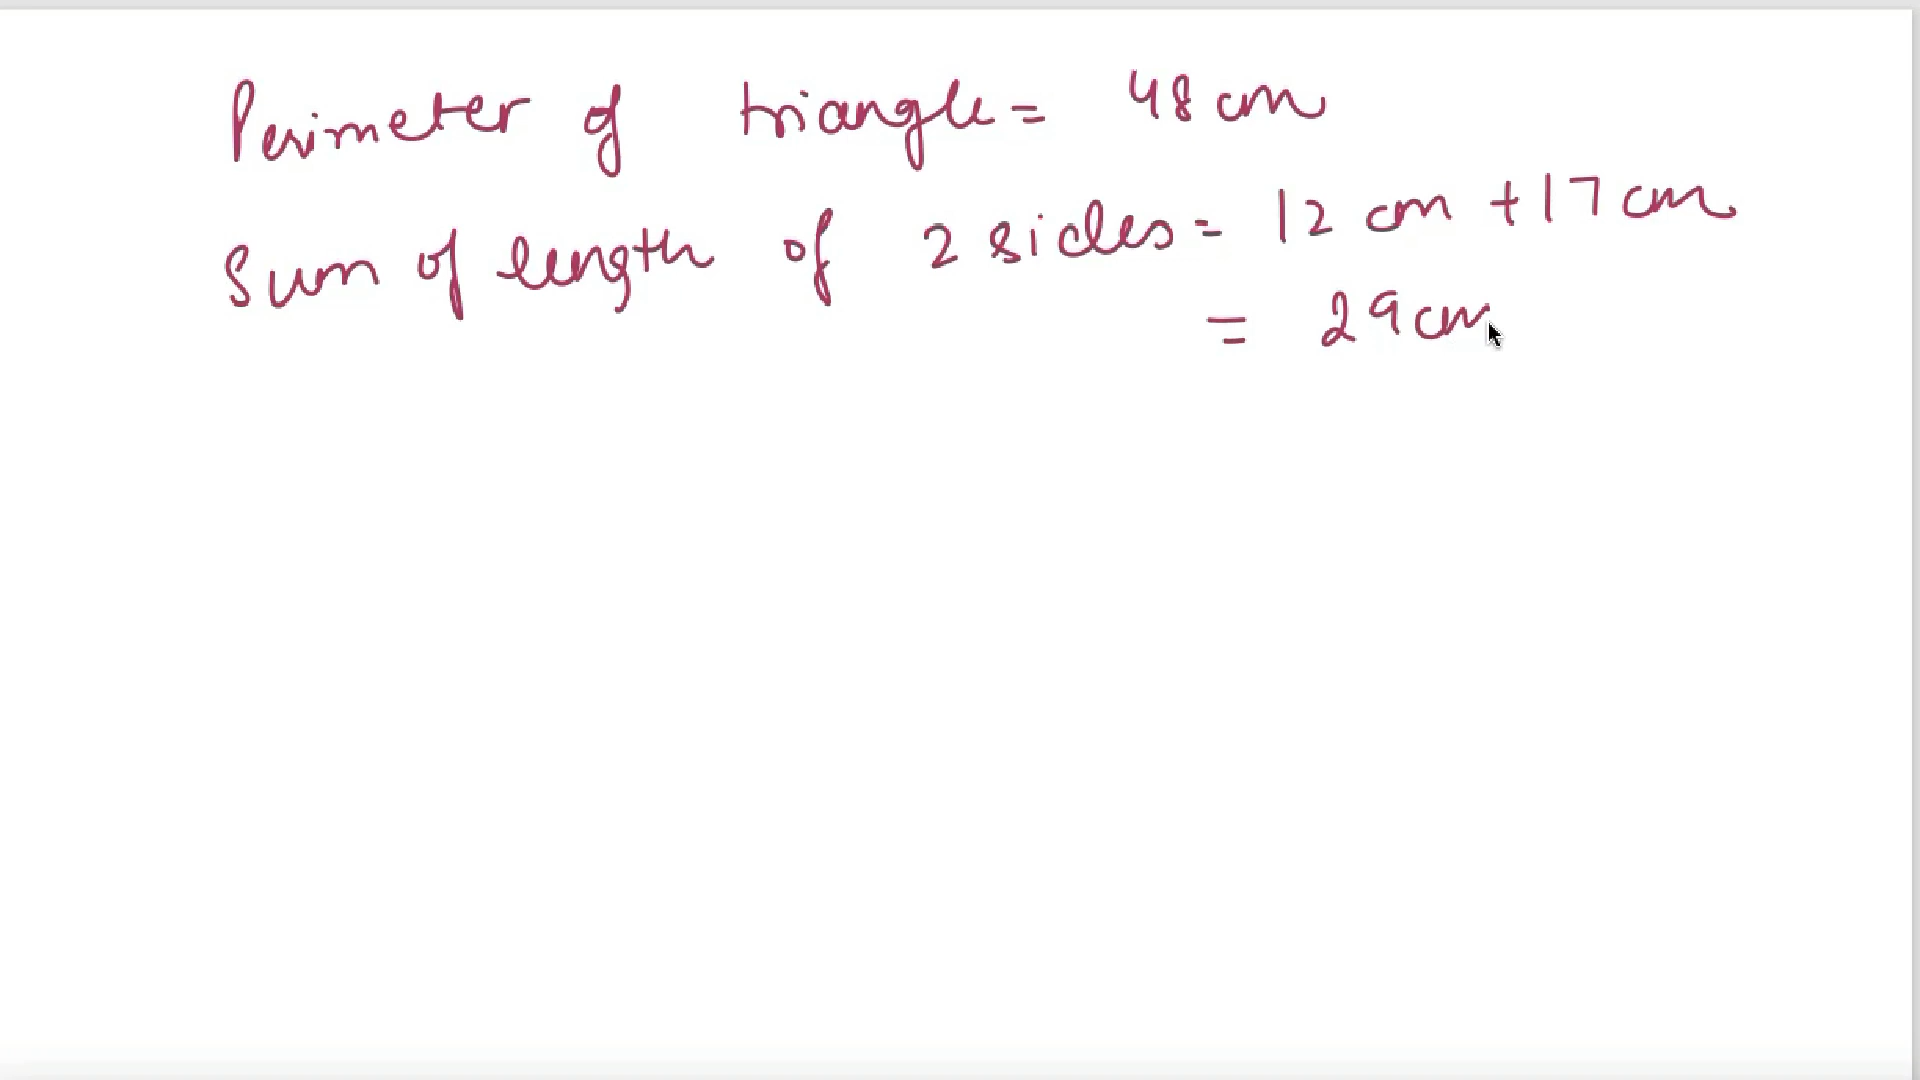 Perimeter of triangle = 48 cm
Sum of length of 2 sides = 12 cm + 17 cm
= 29 cm